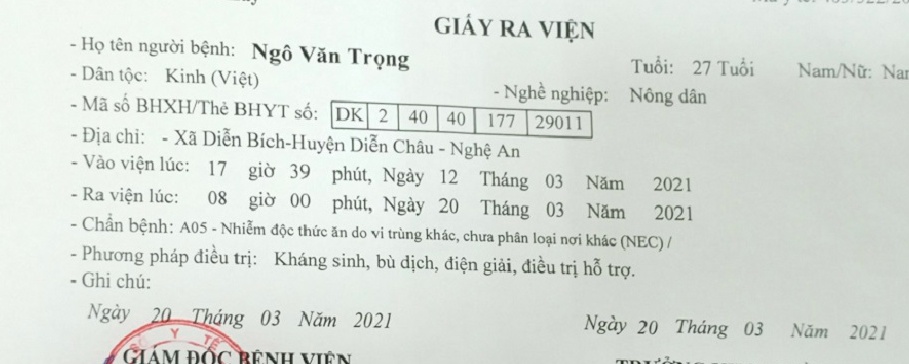 GIẤY RA VIỆN
- Họ tên người bệnh: Ngô Văn Trọng Tuổi: 27 Tuổi Nam/Nữ:
- Dân tộc: Kinh (Việt) - Nghề nghiệp: Nông dân
- Mã số BHXH/Thẻ BHYT số: DK 2 40 40 177 29011
- Địa chỉ: - Xã Diễn Bích-Huyện Diễn Châu - Nghệ An
- Vào viện lúc: 17 giờ 39 phút, Ngày 12 Tháng 03 Năm 2021
- Ra viện lúc: 08 giờ 00 phút, Ngày 20 Tháng 03 Năm 2021
- Chẩn bệnh: A05 - Nhiễm độc thức ăn do vi trùng khác, chưa phân loại nơi khác (NEC) /
- Phương pháp điều trị: Kháng sinh, bù dịch, điện giải, điều trị hỗ trợ.
- Ghi chú:
Ngày 20 Tháng 03 Năm 2021 Ngày 20 Tháng 03 Năm 2021
Y TẾ
GIÁM ĐỐC BỆNH VIỆN